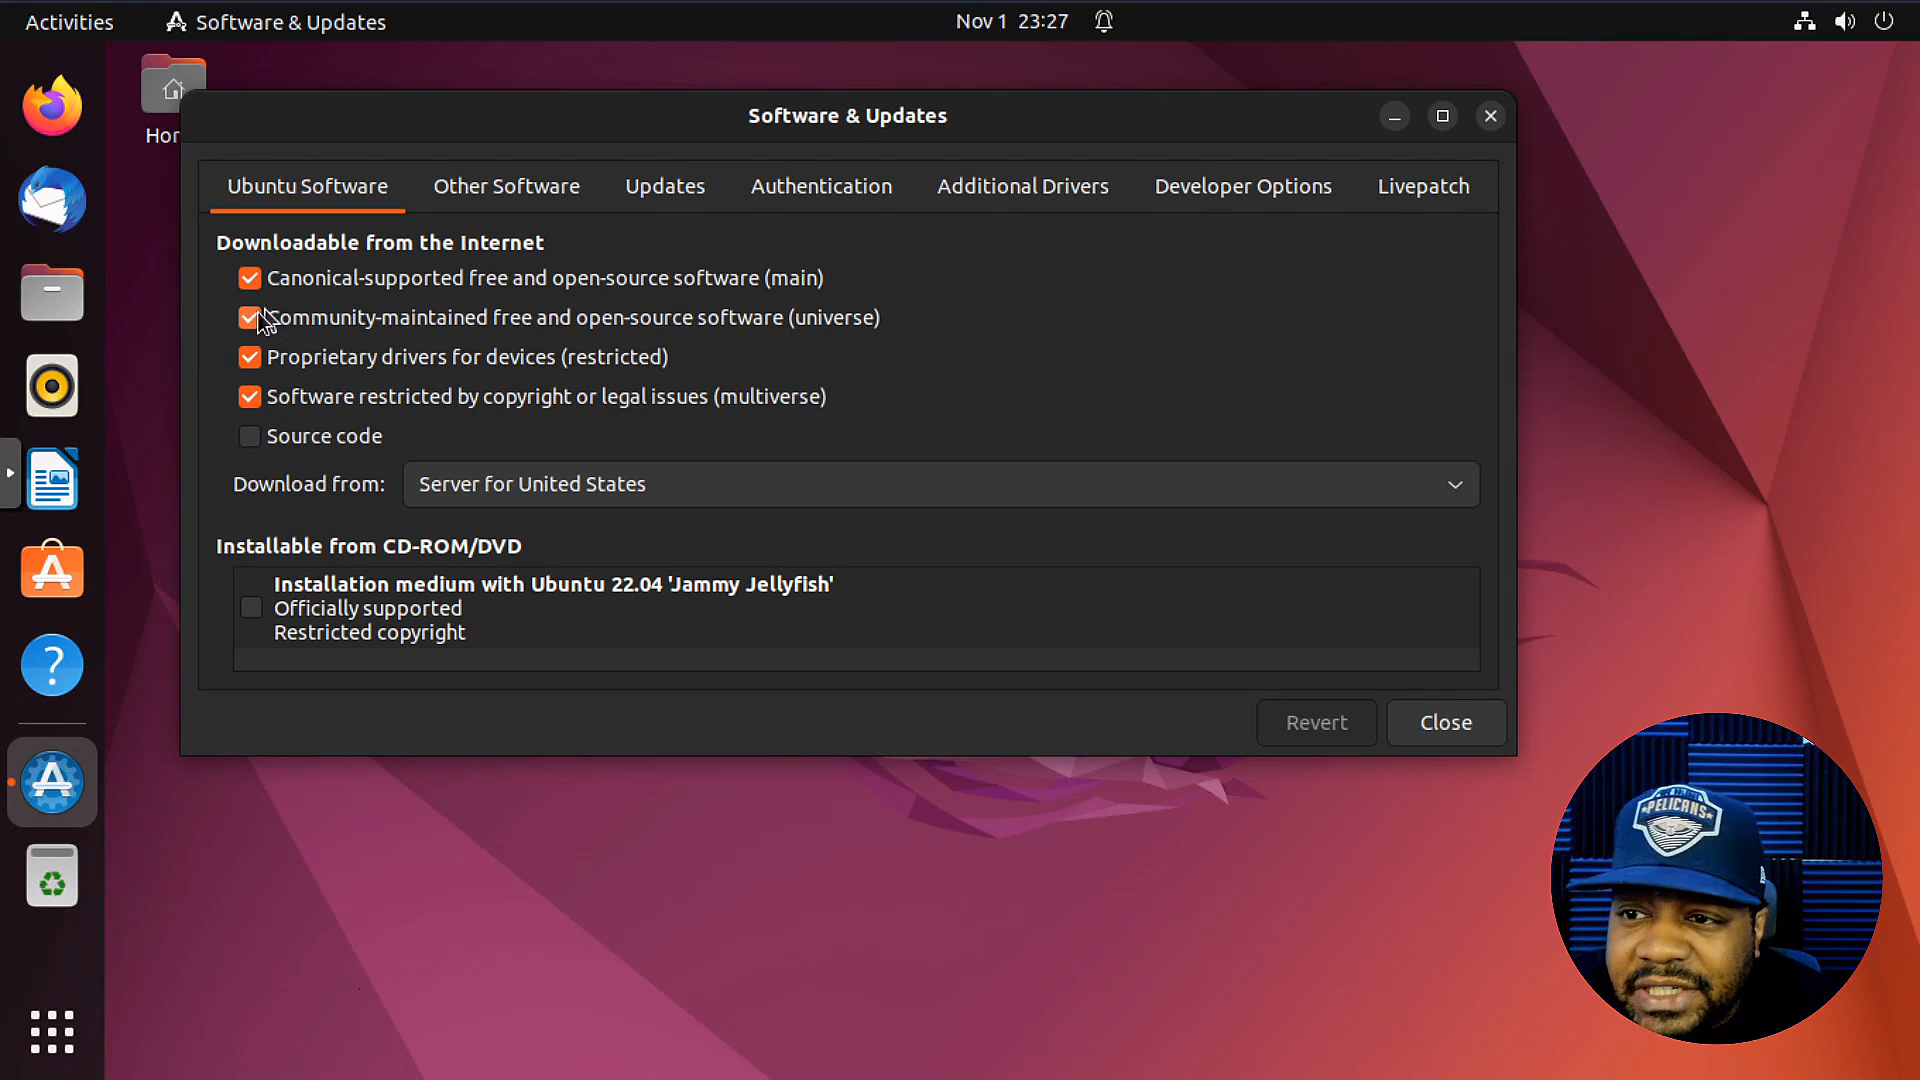 Activities
Software & Updates
Nov 1 23:27
Hom
Software & Updates
Ubuntu Software
Other Software
Updates
Authentication
Additional Drivers
Developer Options
Livepatch
Downloadable from the Internet
Canonical-supported free and open-source software (main)
Community-maintained free and open-source software (universe)
Proprietary drivers for devices (restricted)
Software restricted by copyright or legal issues (multiverse)
Source code
Download from:
Server for United States
Installable from CD-ROM/DVD
Installation medium with Ubuntu 22.04 'Jammy Jellyfish'
Officially supported
Restricted copyright
Revert
Close
PELICANS